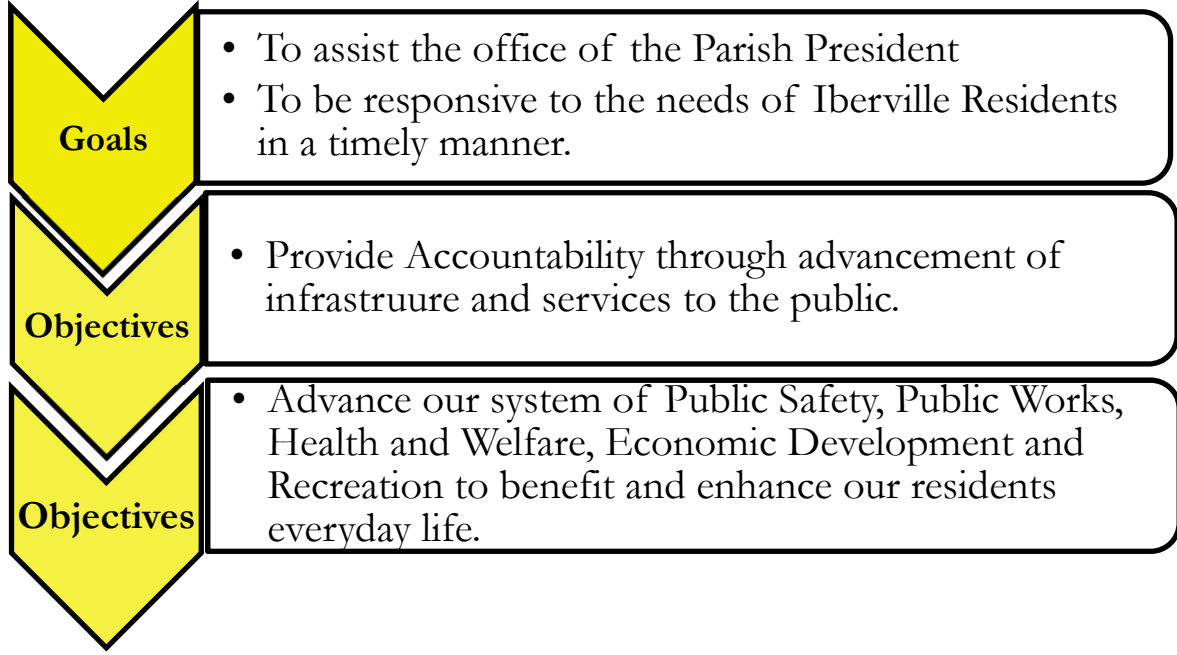 Goals
• To assist the office of the Parish President
• To be responsive to the needs of Iberville Residents
in a timely manner.
Objectives
• Provide Accountability through advancement of
infrastruure and services to the public.
Objectives
• Advance our system of Public Safety, Public Works,
Health and Welfare, Economic Development and
Recreation to benefit and enhance our residents
everyday life.